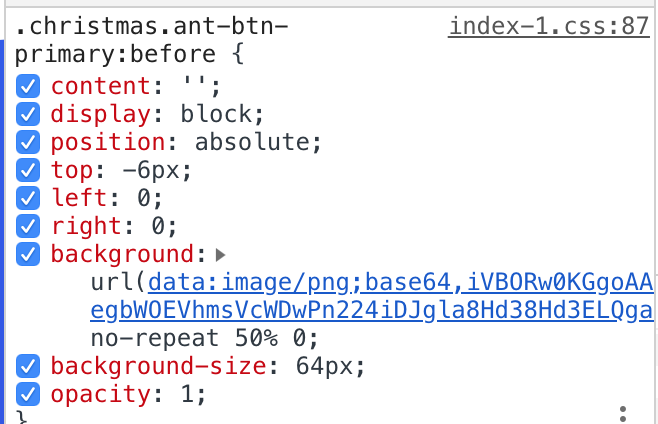 .christmas.ant-btn- index-1.css:87
primary:before {
content: '';
display: block;
position: absolute;
top: -6px;
left: 0;
right: 0;
background:
url(data:image/png;base64,iVBORw0KGgoAA
egbWOEVhmsVcWDwPn224iDJgla8Hd38Hd3ELQga
no-repeat 50% 0;
background-size: 64px;
opacity: 1;
}